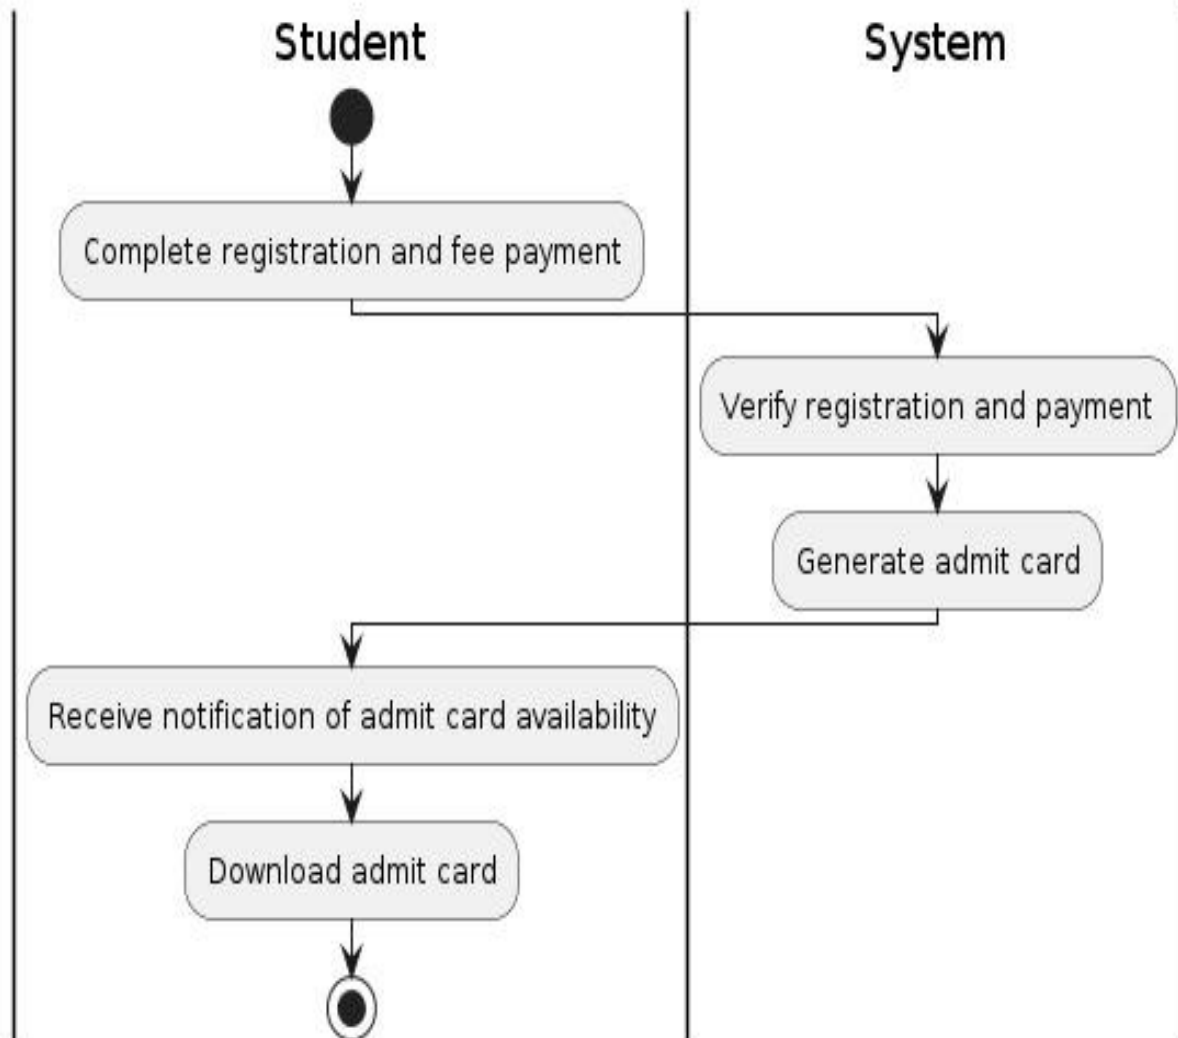 Student
System
Complete registration and fee payment
Verify registration and payment
Generate admit card
Receive notification of admit card availability
Download admit card